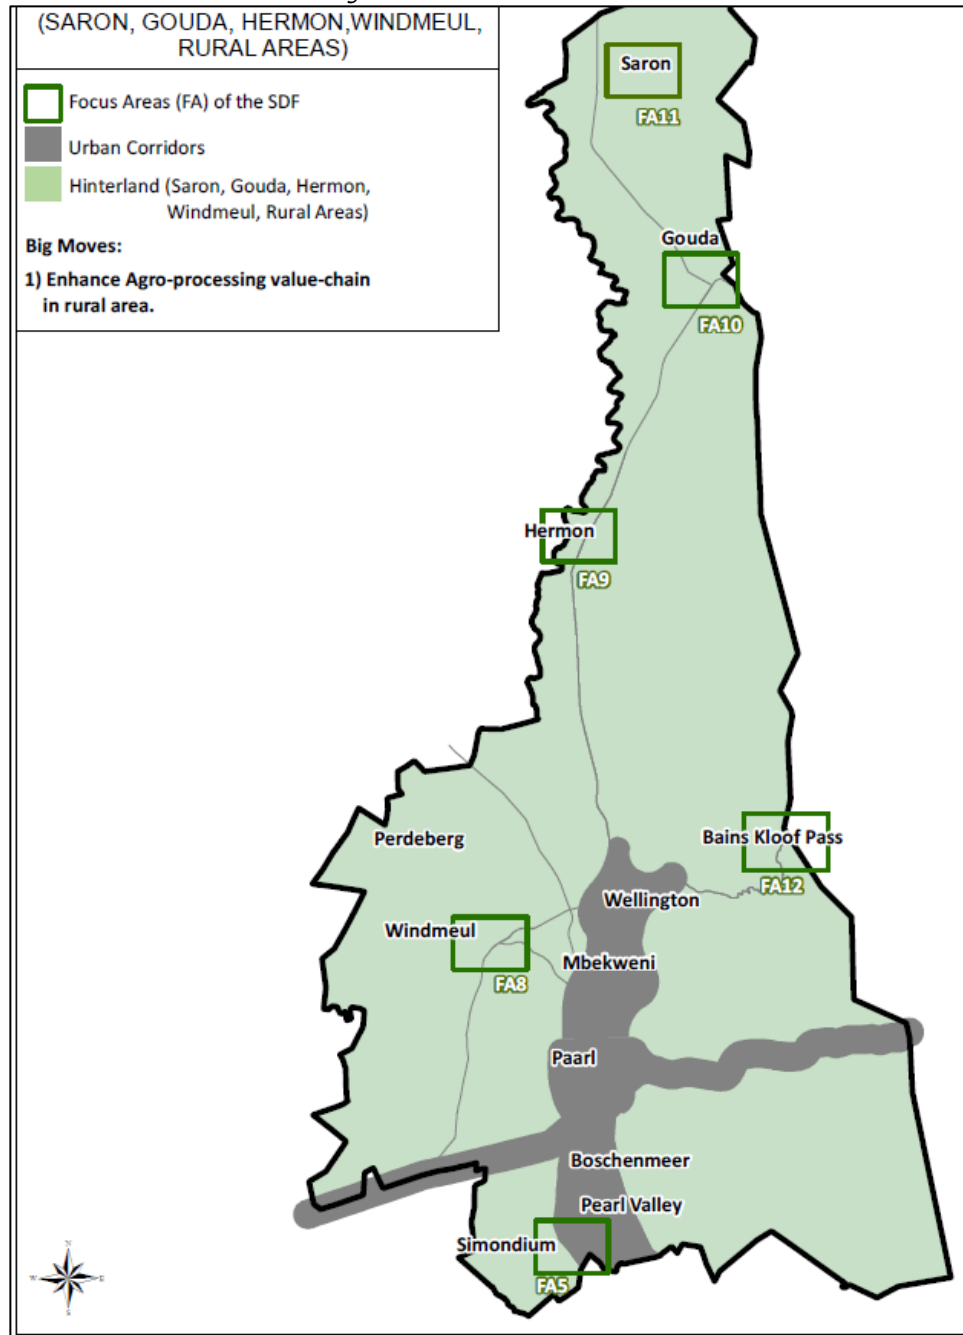 (SARON, GOUDA, HERMON,WINDMEUL,
RURAL AREAS)
Focus Areas (FA) of the SDF
Urban Corridors
Hinterland (Saron, Gouda, Hermon,
Windmeul, Rural Areas)
Big Moves:
1) Enhance Agro-processing value-chain
in rural area.
Saron
FA11
Gouda
FA10
Hermon
FA9
Perdeberg
Bains Kloof Pass
FA12
Wellington
Windmeul
Mbekweni
FA8
Paarl
Boschenmeer
Pearl Valley
Simondium
FA5
N
W
E
S